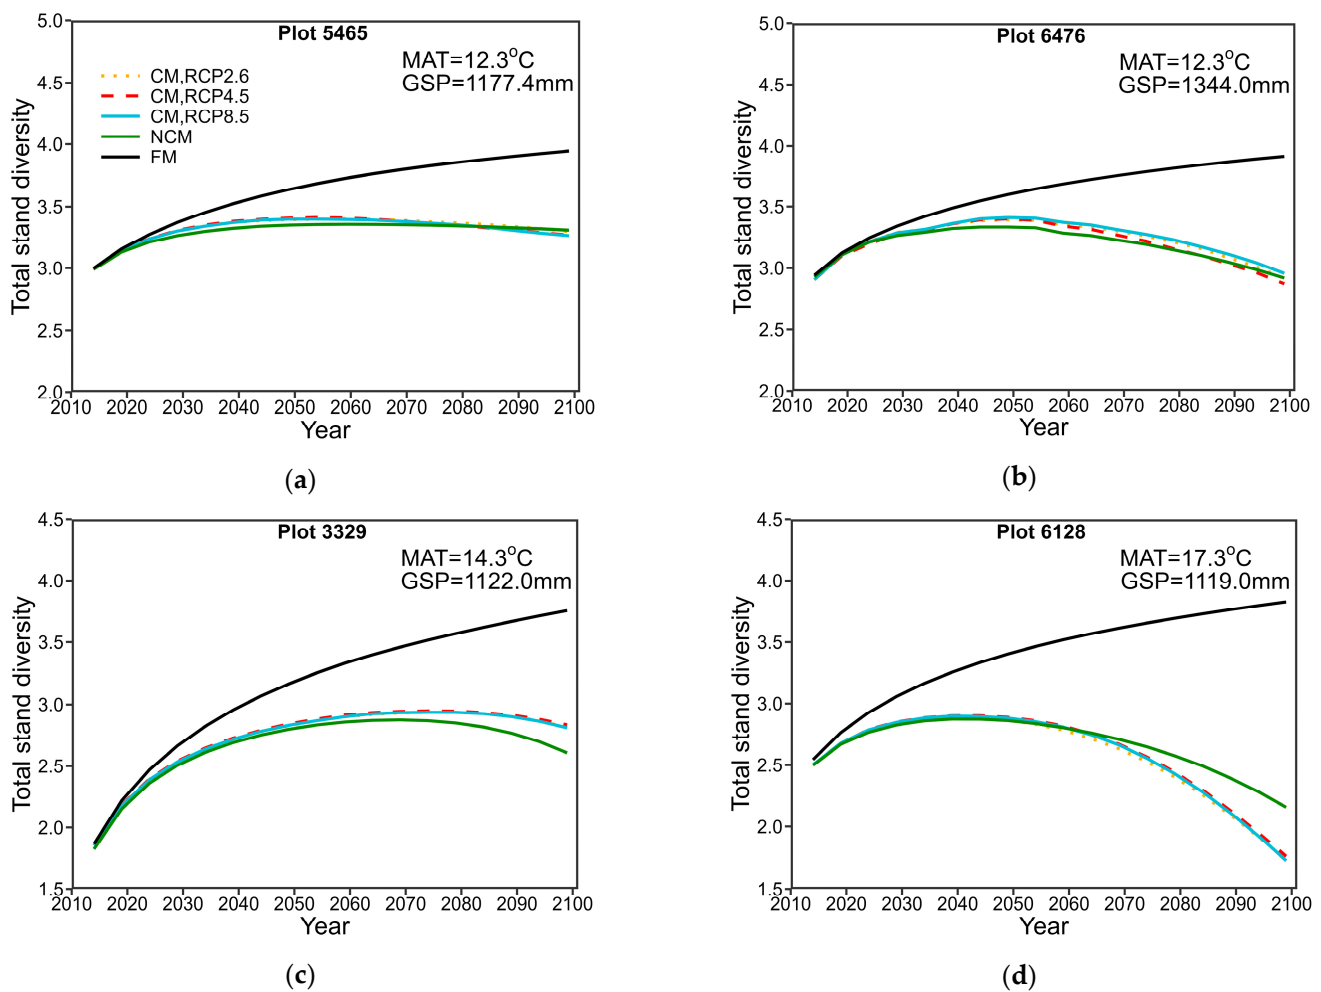 Plot 5465
MAT=12.3°C
GSP=1177.4mm
CM,RCP2.6
CM,RCP4.5
CM,RCP8.5
NCM
FM
Total stand diversity
5.0
4.5
4.0
3.5
3.0
2.5
2.0
2010 2020 2030 2040 2050 2060 2070 2080 2090 2100
Year
(a)
Plot 6476
MAT=12.3°C
GSP=1344.0mm
Total stand diversity
5.0
4.5
4.0
3.5
3.0
2.5
2.0
2010 2020 2030 2040 2050 2060 2070 2080 2090 2100
Year
(b)
Plot 3329
MAT=14.3°C
GSP=1122.0mm
Total stand diversity
4.5
4.0
3.5
3.0
2.5
2.0
1.5
2010 2020 2030 2040 2050 2060 2070 2080 2090 2100
Year
(c)
Plot 6128
MAT=17.3°C
GSP=1119.0mm
Total stand diversity
4.5
4.0
3.5
3.0
2.5
2.0
1.5
2010 2020 2030 2040 2050 2060 2070 2080 2090 2100
Year
(d)